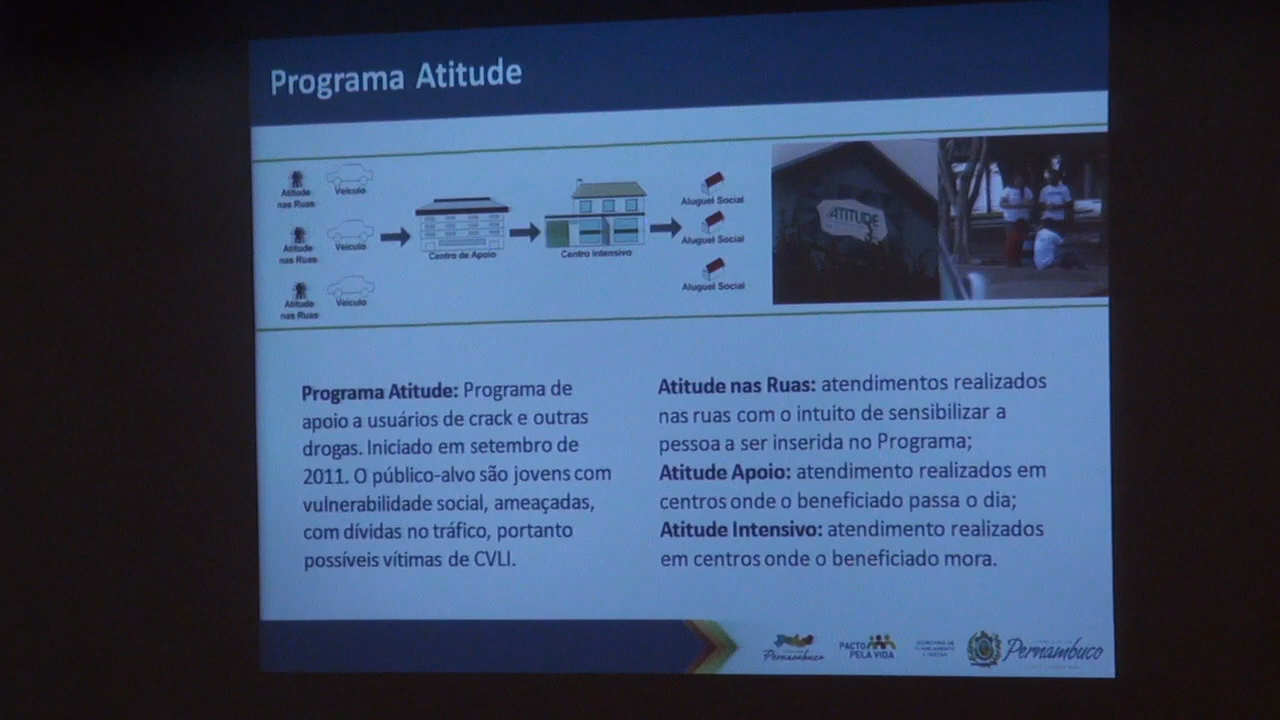 Programa Atitude
Atitude
nas Ruas
Veículo
Atitude
nas Ruas
Veículo
Atitude
nas Ruas
Veículo
Centro de Apoio
Centro Intensivo
Aluguel Social
Aluguel Social
Aluguel Social
ATITUDE
Programa Atitude: Programa de
apoio a usuários de crack e outras
drogas. Iniciado em setembro de
2011. O público-alvo são jovens com
vulnerabilidade social, ameaçadas,
com dívidas no tráfico, portanto
possíveis vítimas de CVLI.
Atitude nas Ruas: atendimentos realizados
nas ruas com o intuito de sensibilizar a
pessoa a ser inserida no Programa;
Atitude Apoio: atendimento realizados em
centros onde o beneficiado passa o dia;
Atitude Intensivo: atendimento realizados
em centros onde o beneficiado mora.
Pernambuco
PACTO
PELA VIDA
SECRETARIA DE
Pernambuco